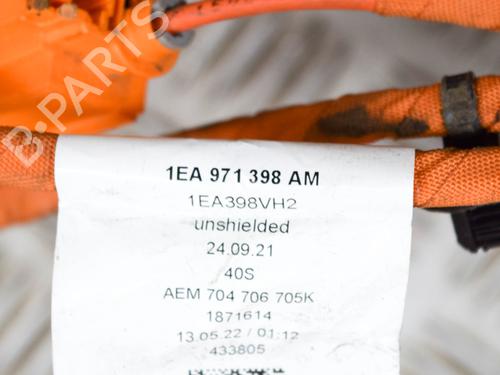 B-PARTS
1EA 971 398 AM
1EA398VH2
unshielded
24.09.21
40S
AEM 704 706 705K
1871614
13.05.22 / 01:12
433805